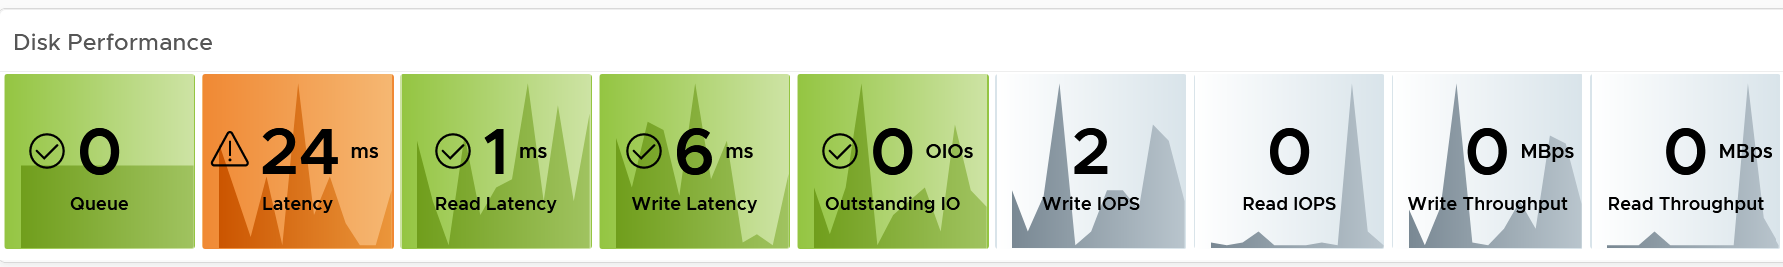 Disk Performance
0
Queue
24 ms
Latency
1 ms
Read Latency
6 ms
Write Latency
0 OIOs
Outstanding IO
2
Write IOPS
0
Read IOPS
0 MBps
Write Throughput
0 MBps
Read Throughput